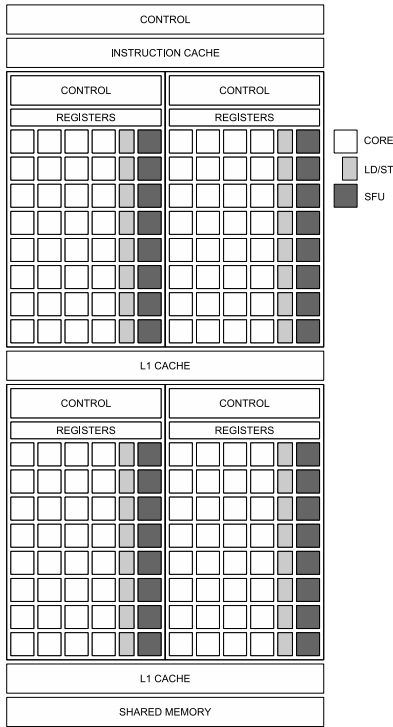 CONTROL
INSTRUCTION CACHE
CONTROL
CONTROL
REGISTERS
REGISTERS
CORE
LD/ST
SFU
L1 CACHE
CONTROL
CONTROL
REGISTERS
REGISTERS
L1 CACHE
SHARED MEMORY